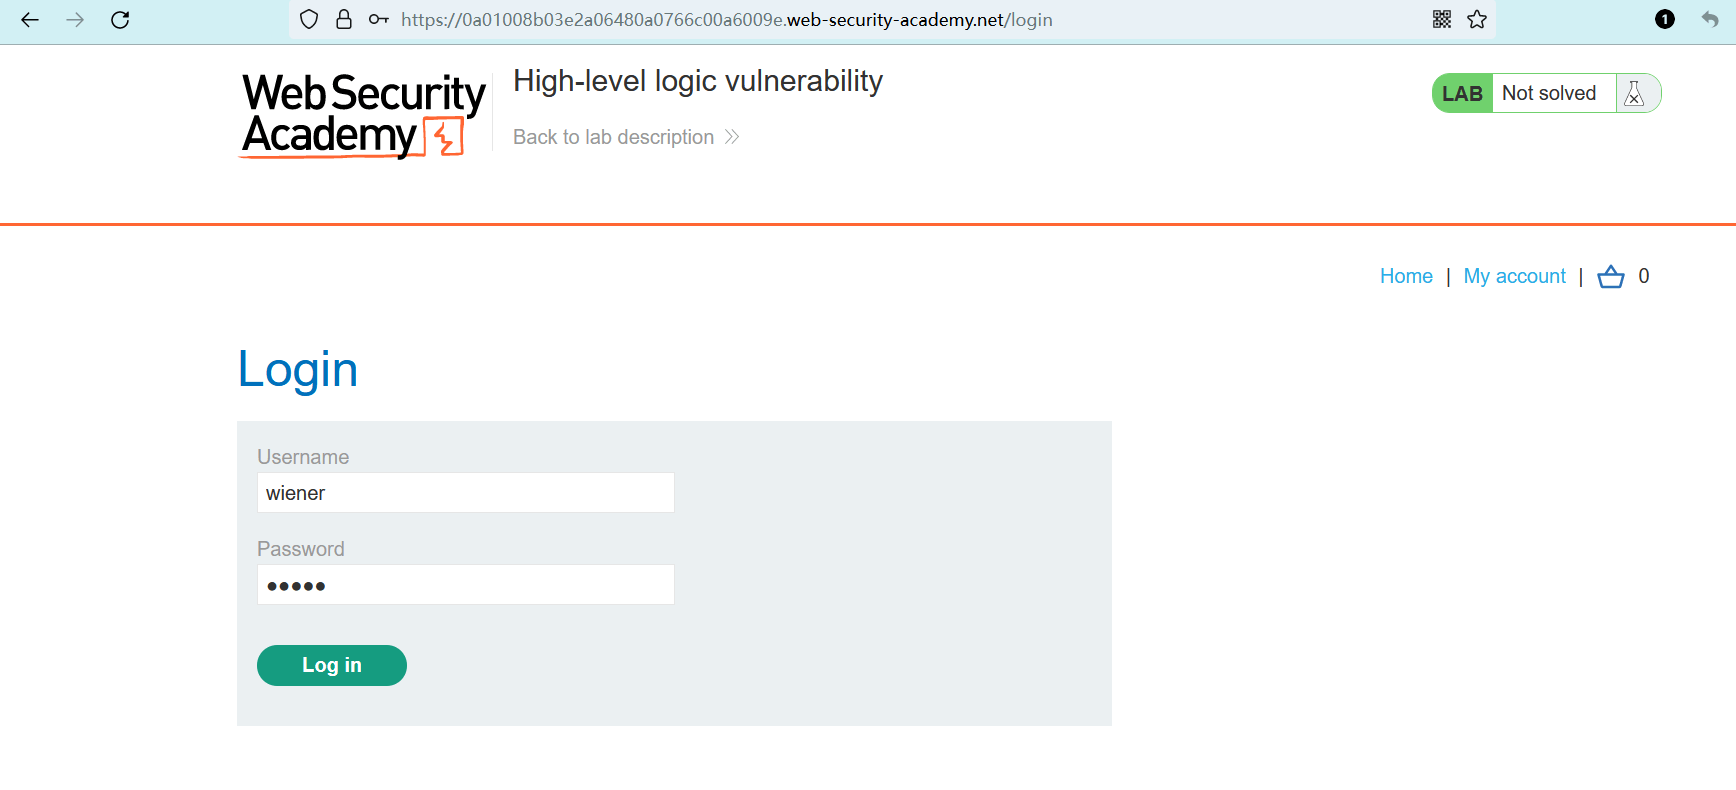 https://0a01008b03e2a06480a0766c00a6009e.web-security-academy.net/login
1
Web Security
Academy
High-level logic vulnerability
Back to lab description
LAB Not solved
Home | My account | 0
Login
Username
wiener
Password
•••••
Log in